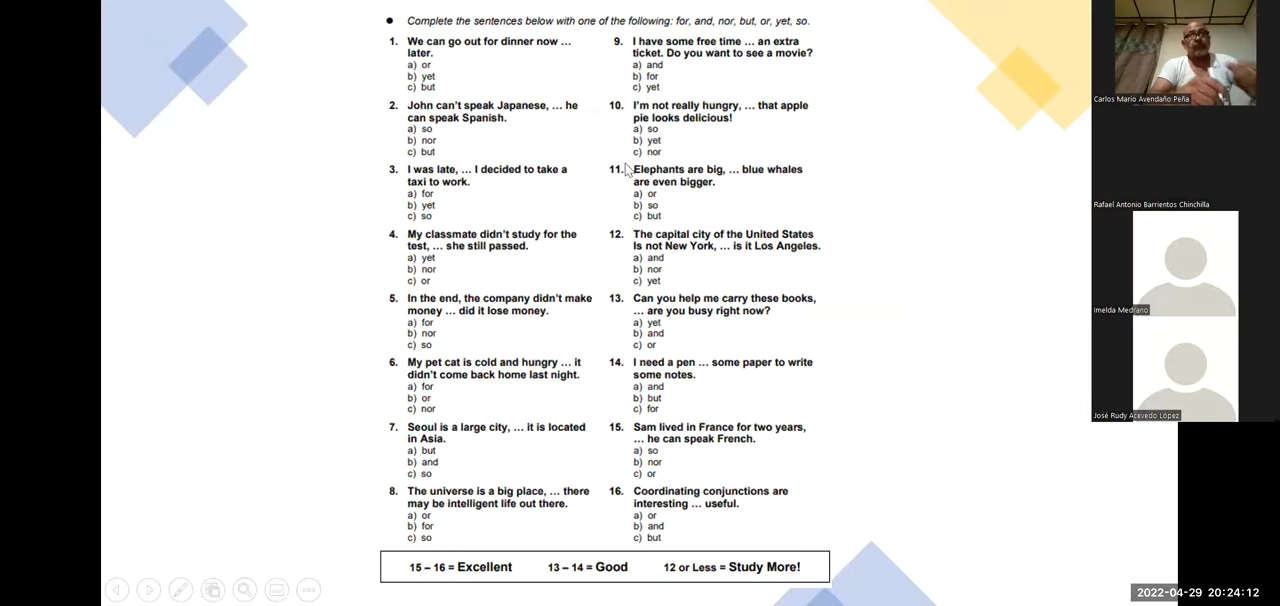 ● Complete the sentences below with one of the following: for, and, nor, but, or, yet, so.
1. We can go out for dinner now …
later.
a) or
b) yet
c) but
2. John can't speak Japanese, … he
can speak Spanish.
a) so
b) nor
c) but
3. I was late, … I decided to take a
taxi to work.
a) for
b) yet
c) so
4. My classmate didn't study for the
test, … she still passed.
a) yet
b) nor
c) or
5. In the end, the company didn't make
money … did it lose money.
a) for
b) nor
c) so
6. My pet cat is cold and hungry … it
didn't come back home last night.
a) for
b) or
c) nor
7. Seoul is a large city, … it is located
in Asia.
a) but
b) and
c) so
8. The universe is a big place, … there
may be intelligent life out there.
a) or
b) for
c) so
9. I have some free time … an extra
ticket. Do you want to see a movie?
a) and
b) for
c) yet
10. I'm not really hungry, … that apple
pie looks delicious!
a) so
b) yet
c) nor
11. Elephants are big, … blue whales
are even bigger.
a) or
b) so
c) but
12. The capital city of the United States
Is not New York, … is it Los Angeles.
a) and
b) nor
c) yet
13. Can you help me carry these books,
… are you busy right now?
a) yet
b) and
c) or
14. I need a pen … some paper to write
some notes.
a) and
b) but
c) for
15. Sam lived in France for two years,
… he can speak French.
a) so
b) nor
c) or
16. Coordinating conjunctions are
interesting … useful.
a) or
b) and
c) but
15 – 16 = Excellent 13 – 14 = Good 12 or Less = Study More!
Carlos Mario Avendaño Peña
Rafael Antonio Barrientos Chinchilla
Imelda Medrano
José Rudy Acevedo López
2022-04-29 20:24:12